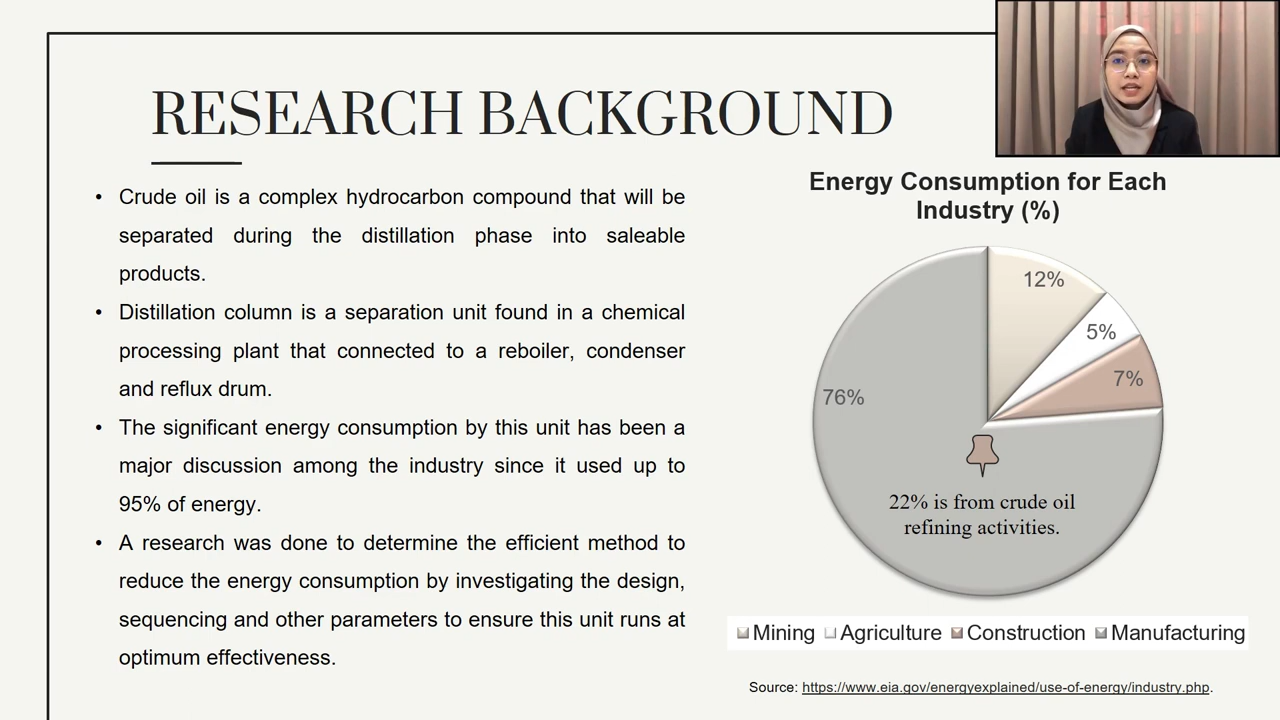 RESEARCH BACKGROUND
• Crude oil is a complex hydrocarbon compound that will be
separated during the distillation phase into saleable
products.
• Distillation column is a separation unit found in a chemical
processing plant that connected to a reboiler, condenser
and reflux drum.
• The significant energy consumption by this unit has been a
major discussion among the industry since it used up to
95% of energy.
• A research was done to determine the efficient method to
reduce the energy consumption by investigating the design,
sequencing and other parameters to ensure this unit runs at
optimum effectiveness.
Energy Consumption for Each
Industry (%)
12%
5%
7%
76%
22% is from crude oil
refining activities.
Mining Agriculture Construction Manufacturing
Source: https://www.eia.gov/energyexplained/use-of-energy/industry.php.